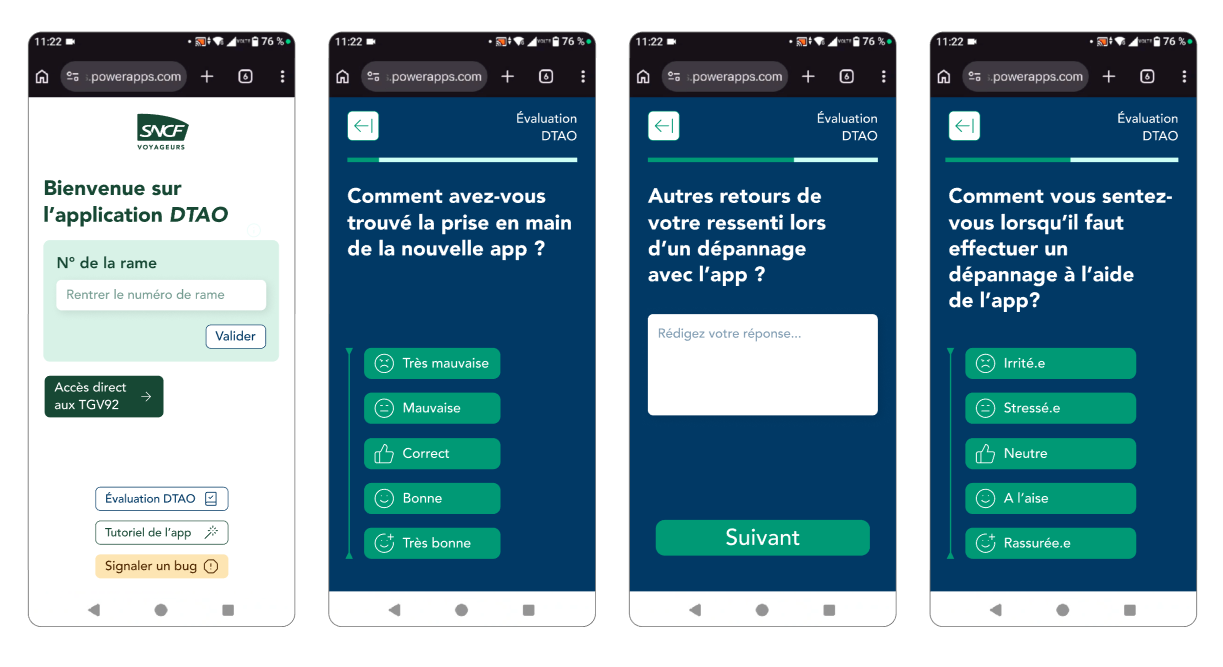 11:22
76 %
.powerapps.com
6
SNCF
VOYAGEURS
Bienvenue sur
l'application DTAO
N° de la rame
Rentrer le numéro de rame
Valider
Accès direct
aux TGV92
Évaluation DTAO
Tutoriel de l'app
Signaler un bug
11:22
76 %
.powerapps.com
6
Évaluation
DTAO
Comment avez-vous
trouvé la prise en main
de la nouvelle app ?
Très mauvaise
Mauvaise
Correct
Bonne
Très bonne
11:22
76 %
.powerapps.com
6
Évaluation
DTAO
Autres retours de
votre ressenti lors
d'un dépannage
avec l'app ?
Rédigez votre réponse...
Suivant
11:22
76 %
.powerapps.com
6
Évaluation
DTAO
Comment vous sentez-
vous lorsqu'il faut
effectuer un
dépannage à l'aide
de l'app?
Irrité.e
Stressé.e
Neutre
A l'aise
Rassurée.e